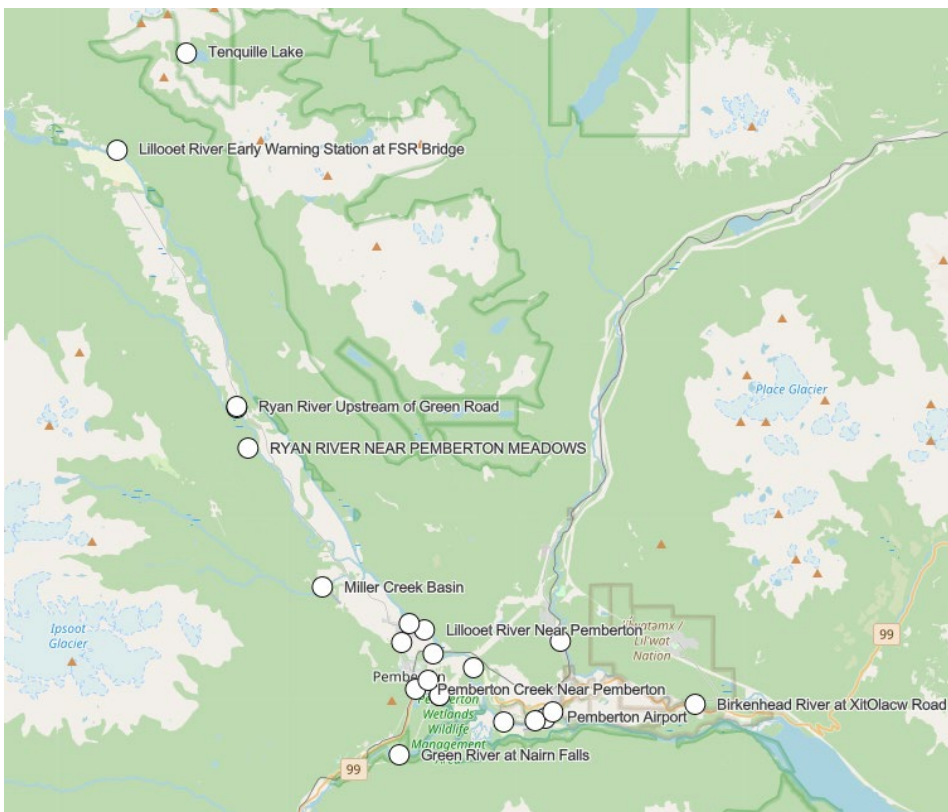 Tenquille Lake
Lillooet River Early Warning Station at FSR Bridge
Place Glacier
Ryan River Upstream of Green Road
RYAN RIVER NEAR PEMBERTON MEADOWS
Miller Creek Basin
Ipsoot
Glacier
Lillooet River Near Pemberton
Lil'wat
Nation
99
Pemberton Creek Near Pemberton
Birkenhead River at XitOlacw Road
Pemberton
Wetlands
Wildlife
Management
Pemberton Airport
Green River at Nairn Falls
99